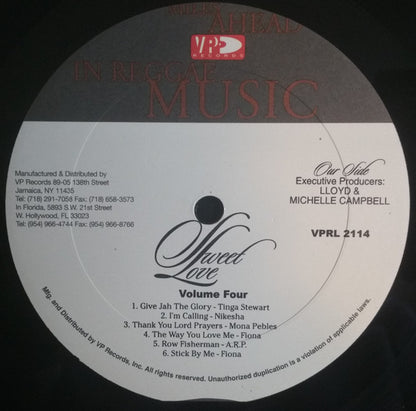 MILES AHEAD
VP
RECORDS
IN REGGAE
MUSIC
Manufactured & Distributed by
VP Records 89-05 138th Street
Jamaica, NY 11435
Tel: (718) 291-7058 Fax: (718) 658-3573
In Florida, 5893 S.W. 21st Street
W. Hollywood, FL 33023
Tel: (954) 966-4744 Fax: (954) 966-8766
Our Side
Executive Producers:
LLOYD &
MICHELLE CAMPBELL
VPRL 2114
Sweet
Love
Volume Four
1. Give Jah The Glory - Tinga Stewart
2. I'm Calling - Nikesha
3. Thank You Lord Prayers - Mona Pebles
4. The Way You Love Me - Fiona
5. Row Fisherman - A.R.P.
6. Stick By Me - Fiona
Mfg. and Distributed by VP Records, Inc. All rights reserved. Unauthorized duplication is a violation of applicable laws.